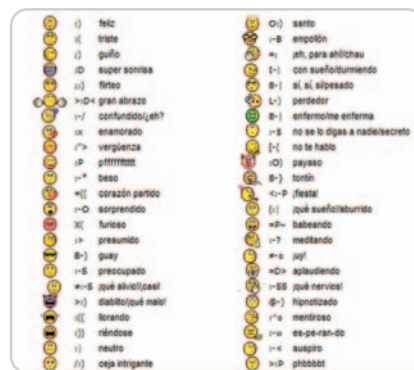 :) feliz
:( triste
;) guiño
:D super sonrisa
;;) flirteo
>:D< gran abrazo
:-/ confundido/¿eh?
:x enamorado
:"> vergüenza
:P pffffftttt
:-* beso
=(( corazón partido
:-O sorprendido
X( furioso
:> presumido
B-) guay
:-S preocupado
#:-S ¡qué alivio!/¡casi!
>:) diablito/¡qué malo!
:(( llorando
:)) riéndose
:| neutro
/:) ceja intrigante
O:) santo
:-B empollón
=; ¡eh, para ahí!/chau
I-) con sueño/durmiendo
8-| sí, sí, sí/pesado
L-) perdedor
enfermo/me enferma
:-$ no se lo digas a nadie/secreto
[-( no te hablo
:O) payaso
8-} tontín
<:-P ¡fiesta!
(:| ¡qué sueño!/aburrido
=P~ babeando
:-? meditando
#-o ¡uy!
=D> aplaudiendo
:-SS ¡qué nervios!
@-) hipnotizado
:^o mentiroso
:-w es-pe-ran-do
:-< suspiro
>:P phbbbbt